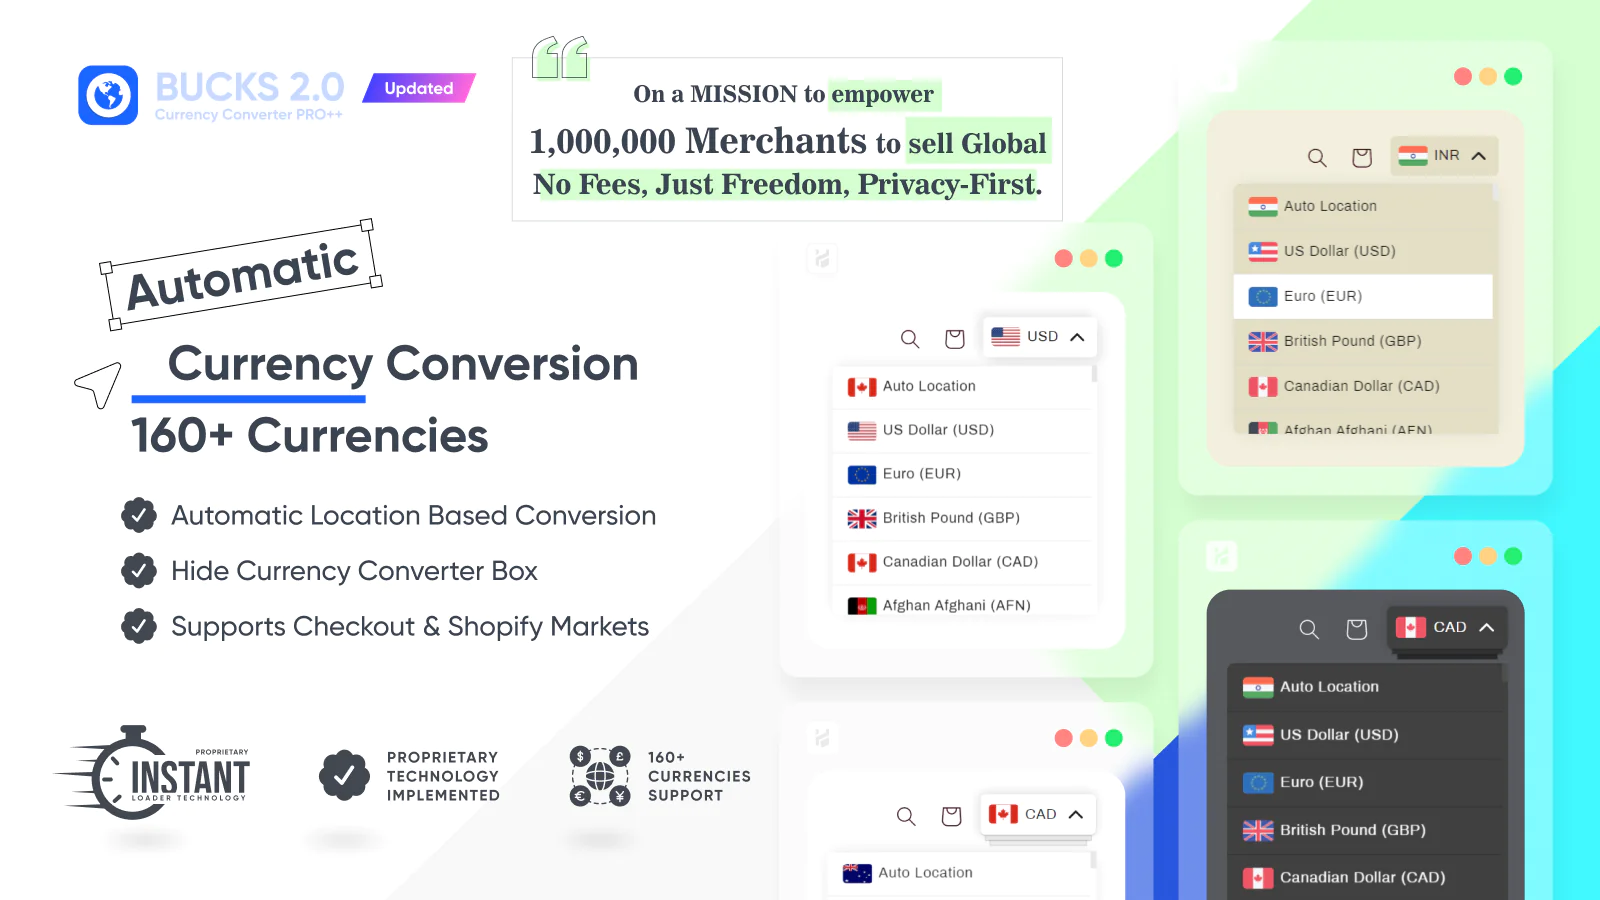 BUCKS 2.0
Currency Converter PRO++
Updated
On a MISSION to empower
1,000,000 Merchants to sell Global
No Fees, Just Freedom, Privacy-First.
Automatic
Currency Conversion
160+ Currencies
Automatic Location Based Conversion
Hide Currency Converter Box
Supports Checkout & Shopify Markets
PROPRIETARY
INSTANT
LOADER TECHNOLOGY
PROPRIETARY
TECHNOLOGY
IMPLEMENTED
$ £
€ ¥
160+
CURRENCIES
SUPPORT
USD
Auto Location
US Dollar (USD)
Euro (EUR)
British Pound (GBP)
Canadian Dollar (CAD)
Afghan Afghani (AFN)
CAD
Auto Location
INR
Auto Location
US Dollar (USD)
Euro (EUR)
British Pound (GBP)
Canadian Dollar (CAD)
Afghan Afghani (AFN)
CAD
Auto Location
US Dollar (USD)
Euro (EUR)
British Pound (GBP)
Canadian Dollar (CAD)